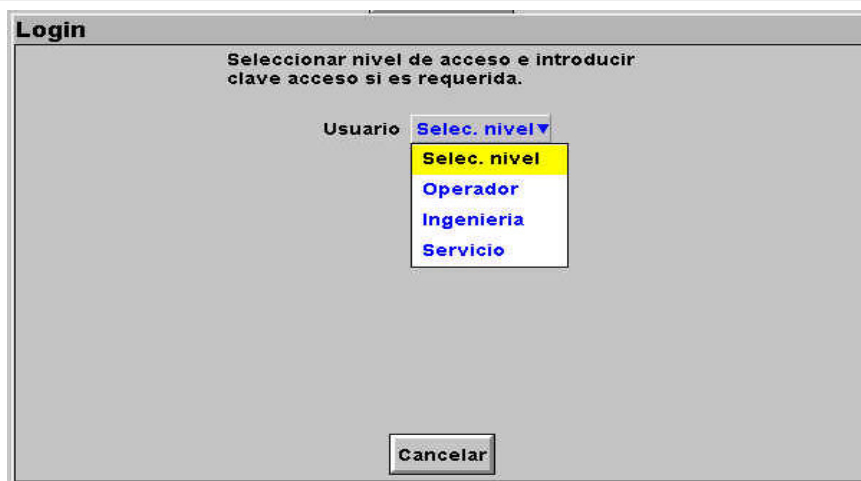 Login
Seleccionar nivel de acceso e introducir
clave acceso si es requerida.
Usuario Selec. nivel
Selec. nivel
Operador
Ingenieria
Servicio
Cancelar